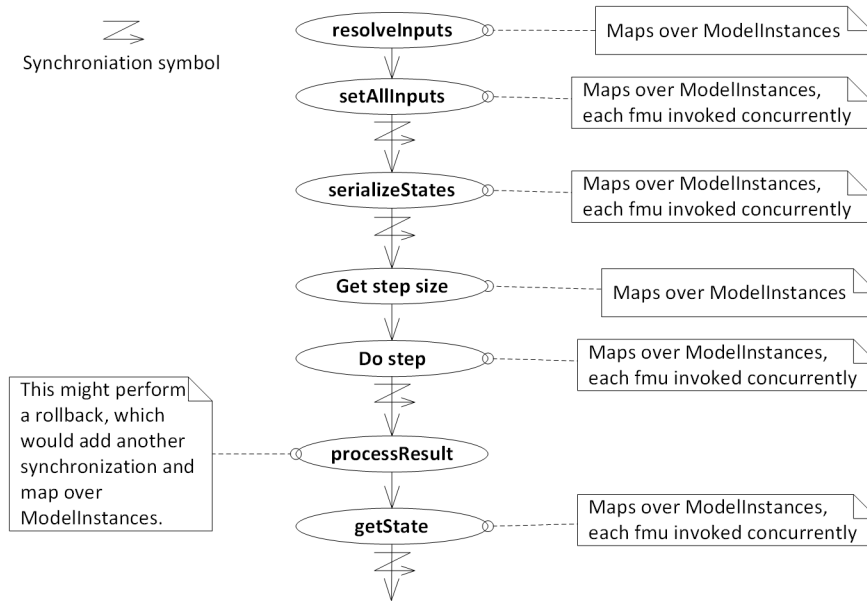 resolveInputs
Maps over ModelInstances
Synchroniation symbol
setAllInputs
Maps over ModelInstances,
each fmu invoked concurrently
serializeStates
Maps over ModelInstances,
each fmu invoked concurrently
Get step size
Maps over ModelInstances
Do step
Maps over ModelInstances,
each fmu invoked concurrently
This might perform
a rollback, which
would add another
synchronization and
map over
ModelInstances.
processResult
getState
Maps over ModelInstances,
each fmu invoked concurrently